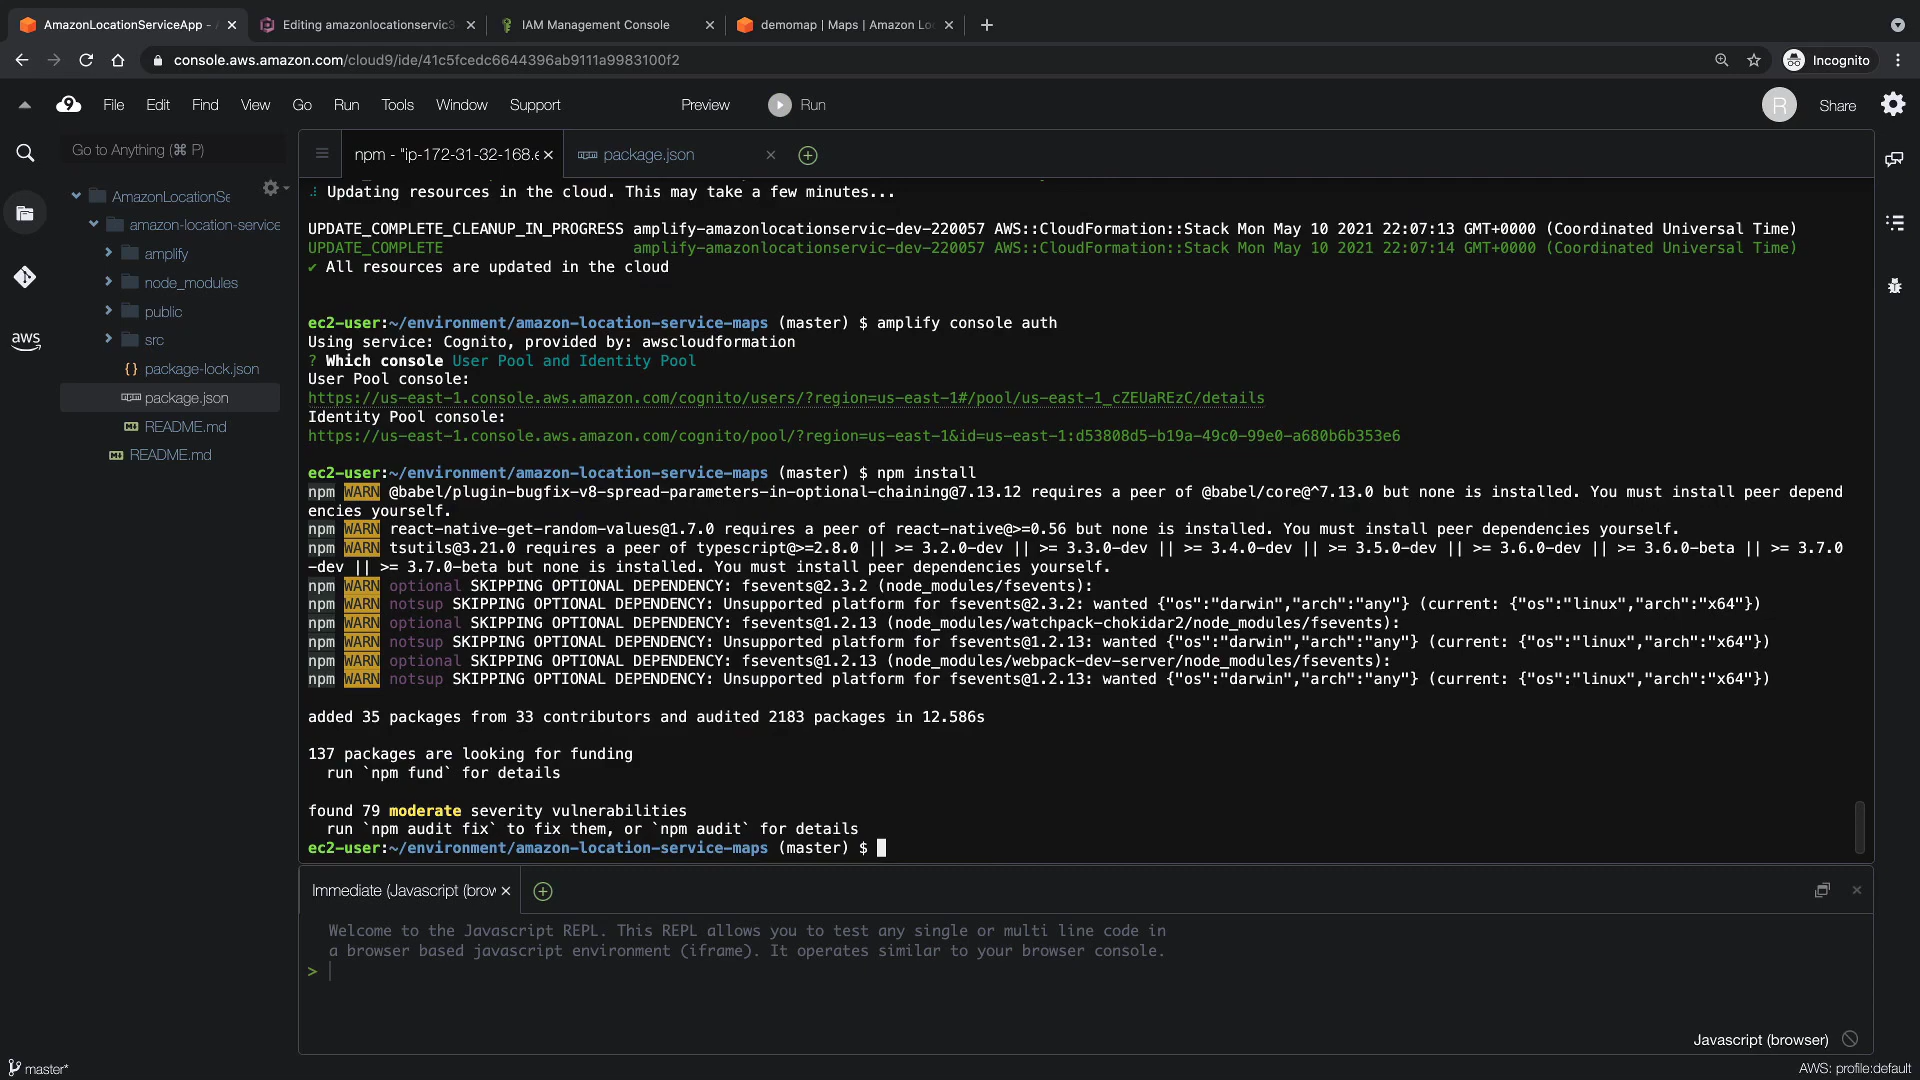 AmazonLocationServiceApp -
Editing amazonlocationservic
IAM Management Console
demomap | Maps | Amazon Lo
console.aws.amazon.com/cloud9/ide/41c5fcedc6644396ab9111a9983100f2
Incognito
9 File Edit Find View Go Run Tools Window Support Preview Run
R Share
Go to Anything (⌘ P)
npm - "ip-172-31-32-168.e
package.json
AmazonLocationSe
amazon-location-service
amplify
node_modules
public
src
{} package-lock.json
package.json
README.md
README.md
aws
Updating resources in the cloud. This may take a few minutes...
UPDATE_COMPLETE_CLEANUP_IN_PROGRESS amplify-amazonlocationservic-dev-220057 AWS::CloudFormation::Stack Mon May 10 2021 22:07:13 GMT+0000 (Coordinated Universal Time)
UPDATE_COMPLETE amplify-amazonlocationservic-dev-220057 AWS::CloudFormation::Stack Mon May 10 2021 22:07:14 GMT+0000 (Coordinated Universal Time)
✔ All resources are updated in the cloud
ec2-user:~/environment/amazon-location-service-maps (master) $ amplify console auth
Using service: Cognito, provided by: awscloudformation
? Which console User Pool and Identity Pool
User Pool console:
https://us-east-1.console.aws.amazon.com/cognito/users/?region=us-east-1#/pool/us-east-1_cZEUaREzC/details
Identity Pool console:
https://us-east-1.console.aws.amazon.com/cognito/pool/?region=us-east-1&id=us-east-1:d53808d5-b19a-49c0-99e0-a680b6b353e6
ec2-user:~/environment/amazon-location-service-maps (master) $ npm install
npm WARN @babel/plugin-bugfix-v8-spread-parameters-in-optional-chaining@7.13.12 requires a peer of @babel/core@^7.13.0 but none is installed. You must install peer depend
encies yourself.
npm WARN react-native-get-random-values@1.7.0 requires a peer of react-native@>=0.56 but none is installed. You must install peer dependencies yourself.
npm WARN tsutils@3.21.0 requires a peer of typescript@>=2.8.0 || >= 3.2.0-dev || >= 3.3.0-dev || >= 3.4.0-dev || >= 3.5.0-dev || >= 3.6.0-dev || >= 3.6.0-beta || >= 3.7.0
-dev || >= 3.7.0-beta but none is installed. You must install peer dependencies yourself.
npm WARN optional SKIPPING OPTIONAL DEPENDENCY: fsevents@2.3.2 (node_modules/fsevents):
npm WARN notsup SKIPPING OPTIONAL DEPENDENCY: Unsupported platform for fsevents@2.3.2: wanted {"os":"darwin","arch":"any"} (current: {"os":"linux","arch":"x64"})
npm WARN optional SKIPPING OPTIONAL DEPENDENCY: fsevents@1.2.13 (node_modules/watchpack-chokidar2/node_modules/fsevents):
npm WARN notsup SKIPPING OPTIONAL DEPENDENCY: Unsupported platform for fsevents@1.2.13: wanted {"os":"darwin","arch":"any"} (current: {"os":"linux","arch":"x64"})
npm WARN optional SKIPPING OPTIONAL DEPENDENCY: fsevents@1.2.13 (node_modules/webpack-dev-server/node_modules/fsevents):
npm WARN notsup SKIPPING OPTIONAL DEPENDENCY: Unsupported platform for fsevents@1.2.13: wanted {"os":"darwin","arch":"any"} (current: {"os":"linux","arch":"x64"})
added 35 packages from 33 contributors and audited 2183 packages in 12.586s
137 packages are looking for funding
run `npm fund` for details
found 79 moderate severity vulnerabilities
run `npm audit fix` to fix them, or `npm audit` for details
ec2-user:~/environment/amazon-location-service-maps (master) $
Immediate (Javascript (brow
Welcome to the Javascript REPL. This REPL allows you to test any single or multi line code in
a browser based javascript environment (iframe). It operates similar to your browser console.
>
Javascript (browser)
master*
AWS: profile:default